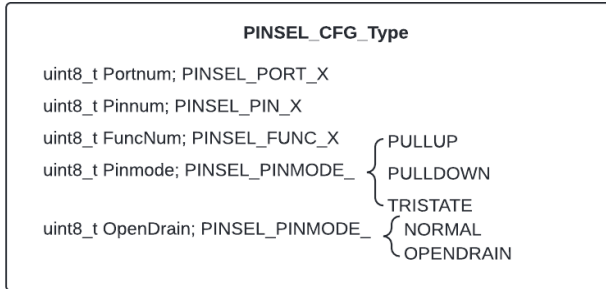 PINSEL_CFG_Type
uint8_t Portnum; PINSEL_PORT_X
uint8_t Pinnum; PINSEL_PIN_X
uint8_t FuncNum; PINSEL_FUNC_X
PULLUP
uint8_t Pinmode; PINSEL_PINMODE_
PULLDOWN
TRISTATE
uint8_t OpenDrain; PINSEL_PINMODE_
NORMAL
OPENDRAIN